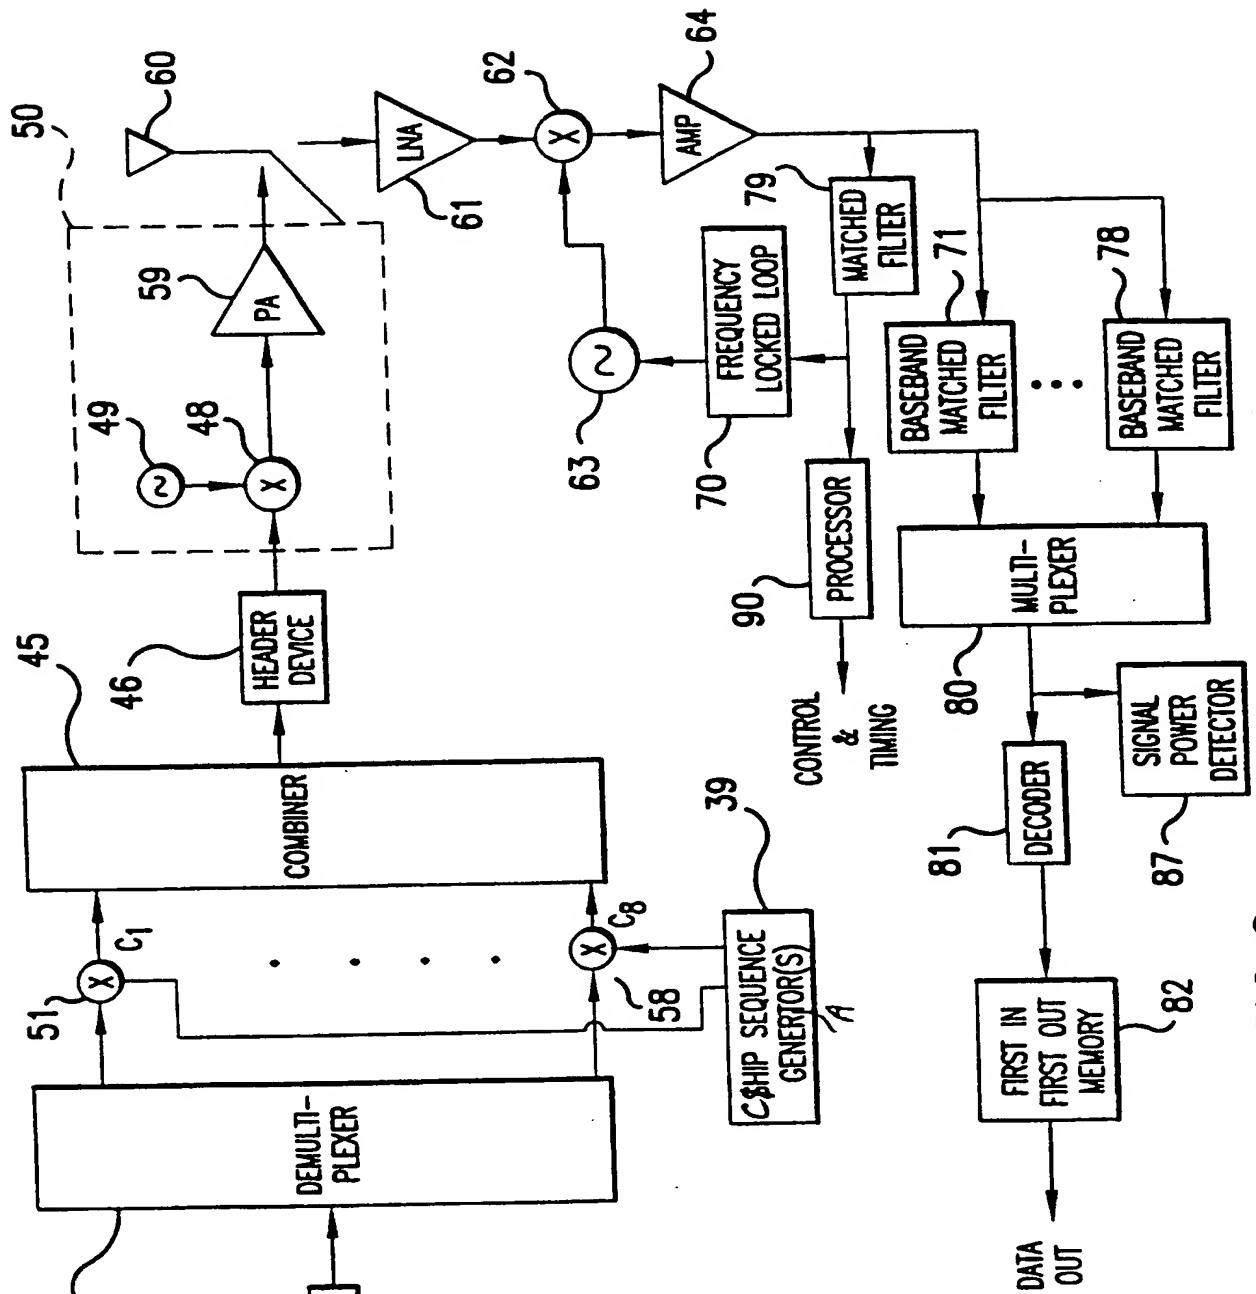 50
60
49
59
PA
48
46
HEADER
DEVICE
45
COMBINER
C1
C8
51
58
DEMULTI-
PLEXER
39
C$HIP SEQUENCE
GENERTOR(S)
A
LNA
61
62
63
AMP
64
79
MATCHED
FILTER
FREQUENCY
LOCKED LOOP
70
90
PROCESSOR
CONTROL
&
TIMING
71
BASEBAND
MATCHED
FILTER
78
BASEBAND
MATCHED
FILTER
MULTI-
PLEXER
80
SIGNAL
POWER
DETECTOR
87
81
DECODER
FIRST IN
FIRST OUT
MEMORY
82
DATA
OUT
X
X
X
X